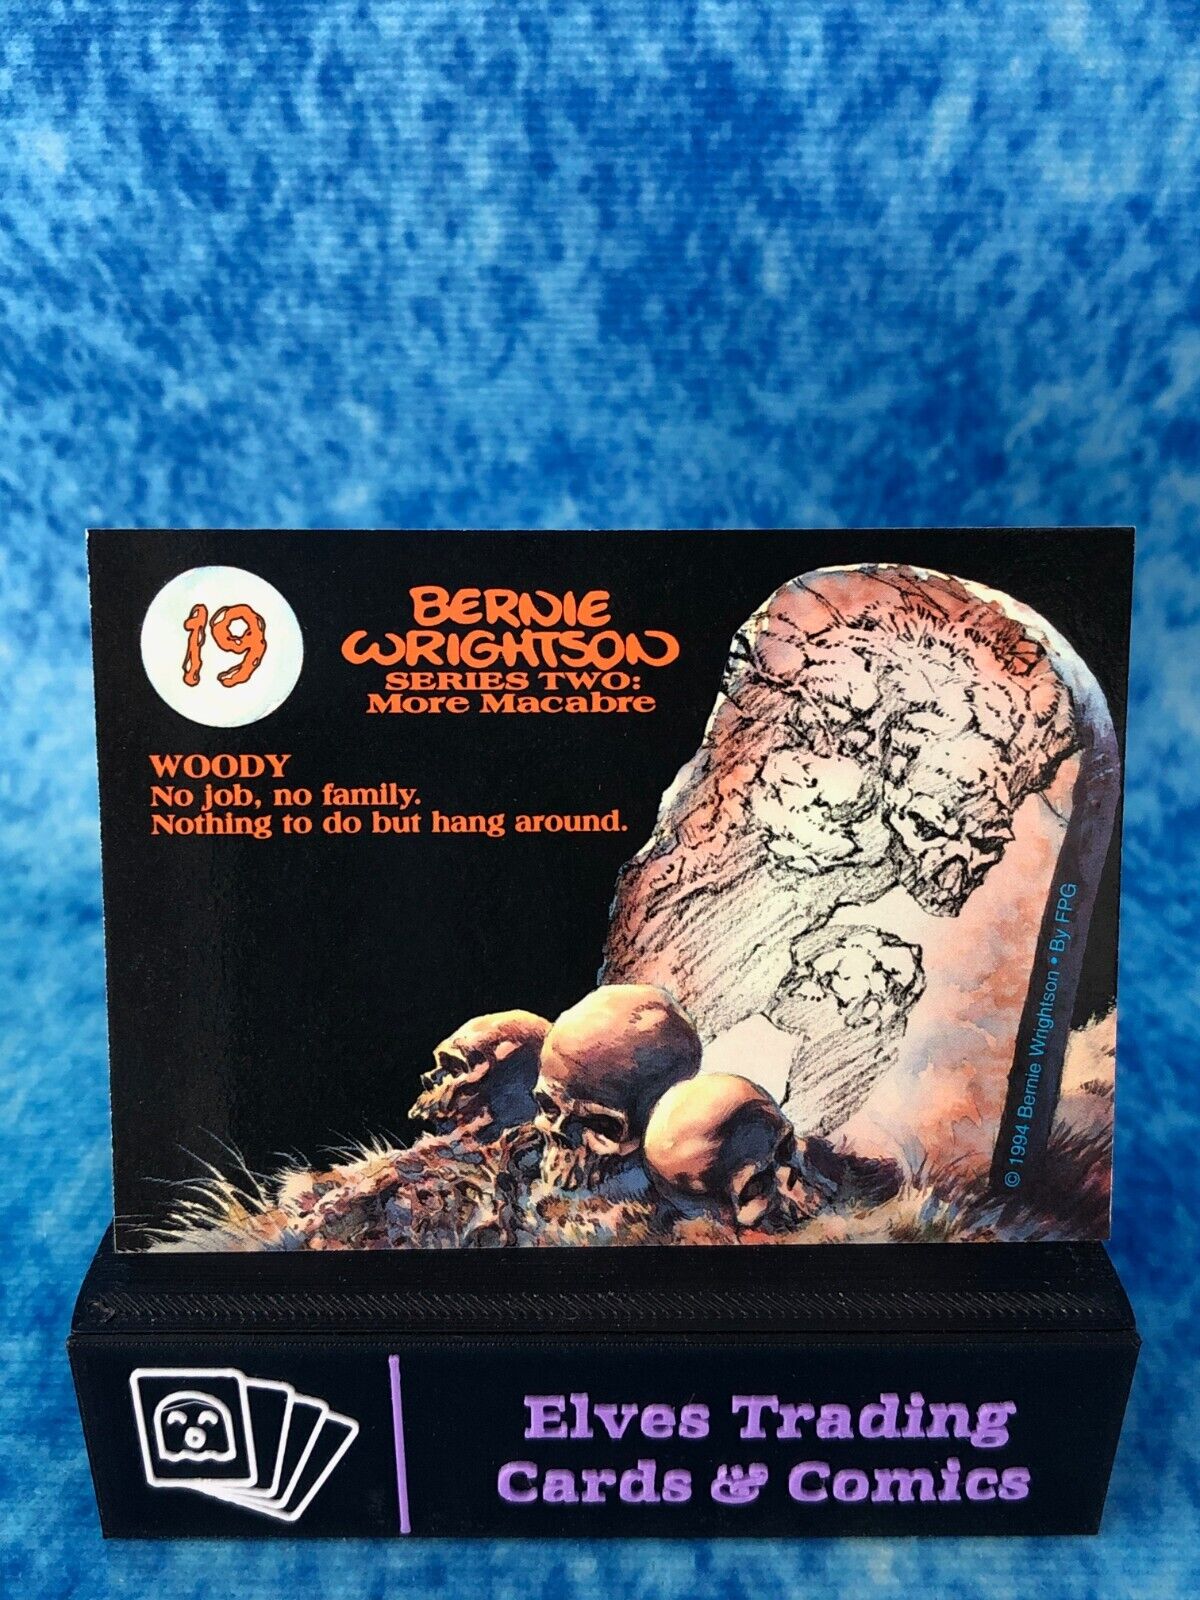 19
BERNIE
WRIGHTSON
SERIES TWO:
More Macabre
WOODY
No job, no family.
Nothing to do but hang around.
© 1994 Bernie Wrightson • By FPG
Elves Trading
Cards & Comics